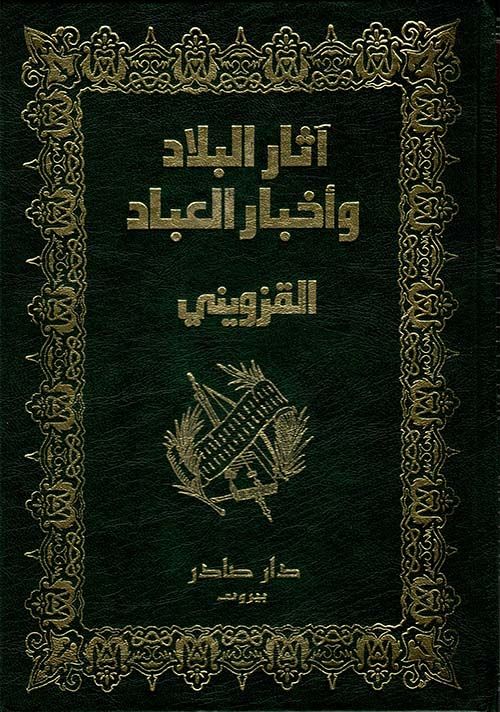 آثار البلاد
وأخبار العباد
القزويني
دار صادر
بيروت